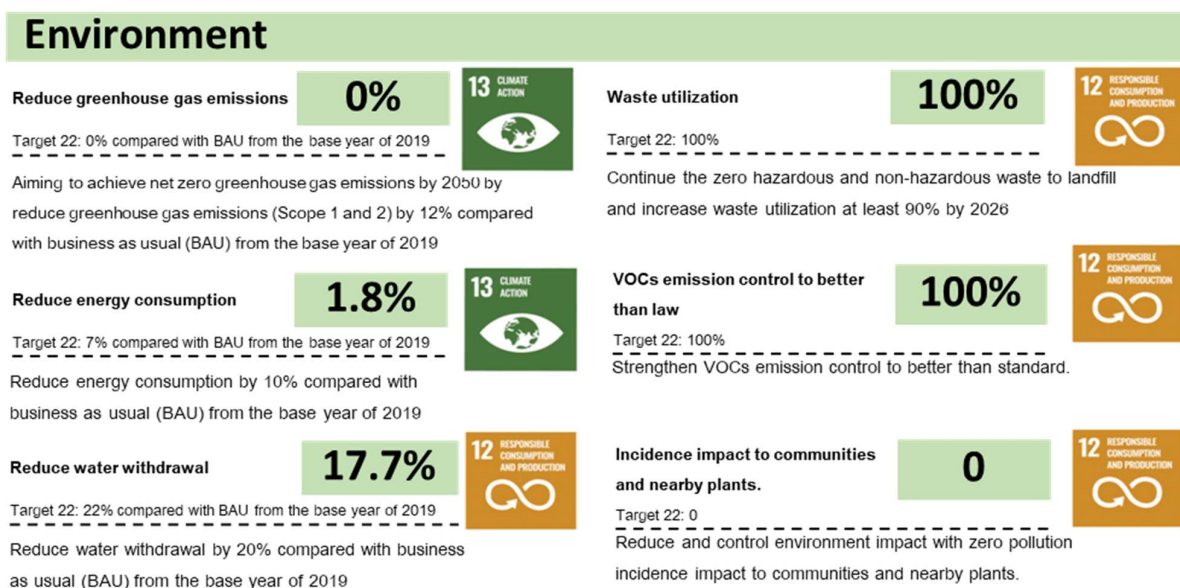 Environment
Reduce greenhouse gas emissions
0%
13 CLIMATE
ACTION
Target 22: 0% compared with BAU from the base year of 2019
Aiming to achieve net zero greenhouse gas emissions by 2050 by
reduce greenhouse gas emissions (Scope 1 and 2) by 12% compared
with business as usual (BAU) from the base year of 2019
Reduce energy consumption
1.8%
13 CLIMATE
ACTION
Target 22: 7% compared with BAU from the base year of 2019
Reduce energy consumption by 10% compared with
business as usual (BAU) from the base year of 2019
Reduce water withdrawal
17.7%
12 RESPONSIBLE
CONSUMPTION
AND PRODUCTION
Target 22: 22% compared with BAU from the base year of 2019
Reduce water withdrawal by 20% compared with business
as usual (BAU) from the base year of 2019
Waste utilization
100%
12 RESPONSIBLE
CONSUMPTION
AND PRODUCTION
Target 22: 100%
Continue the zero hazardous and non-hazardous waste to landfill
and increase waste utilization at least 90% by 2026
VOCs emission control to better
than law
100%
12 RESPONSIBLE
CONSUMPTION
AND PRODUCTION
Target 22: 100%
Strengthen VOCs emission control to better than standard.
Incidence impact to communities
and nearby plants.
0
12 RESPONSIBLE
CONSUMPTION
AND PRODUCTION
Target 22: 0
Reduce and control environment impact with zero pollution
incidence impact to communities and nearby plants.